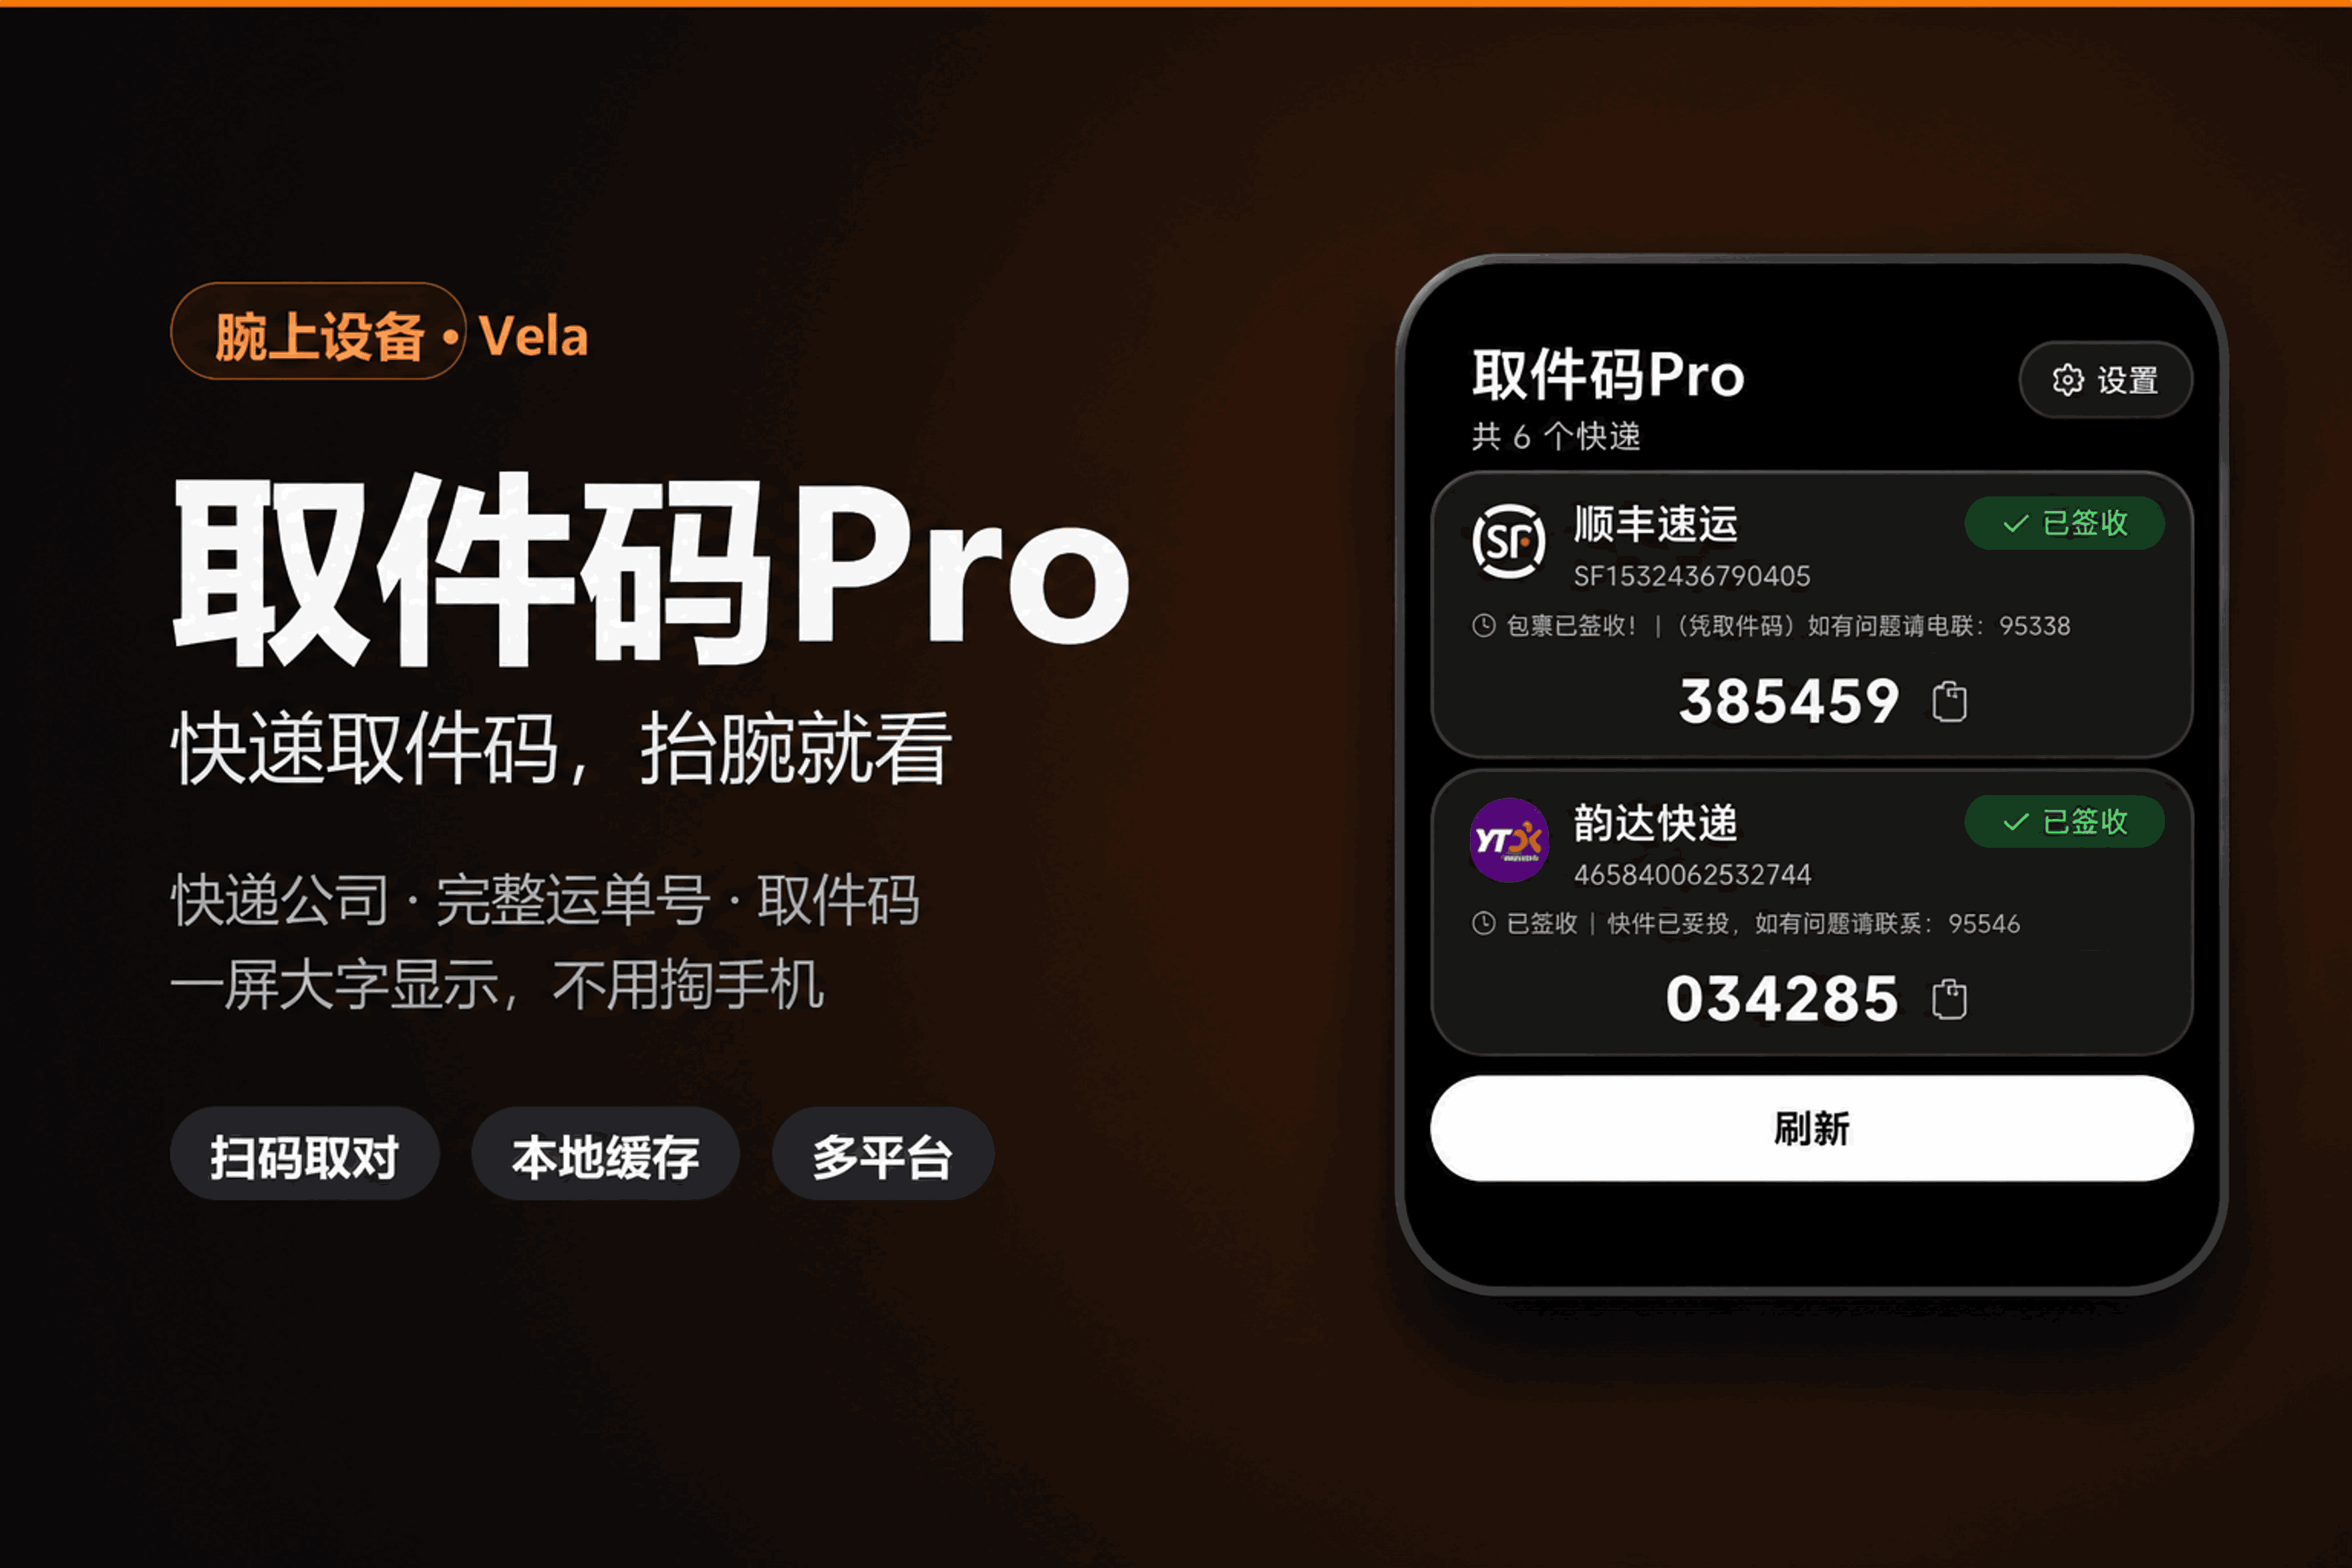 腕上设备 • Vela
取件码Pro
快递取件码，抬腕就看
快递公司 · 完整运单号 · 取件码
一屏大字显示，不用掏手机
扫码取对
本地缓存
多平台
取件码Pro
设置
共 6 个快递
SF
顺丰速运
已签收
SF1532436790405
包裹已签收！ | （凭取件码）如有问题请电联：95338
385459
韵达快递
已签收
465840062532744
已签收 | 快件已妥投，如有问题请联系：95546
034285
刷新